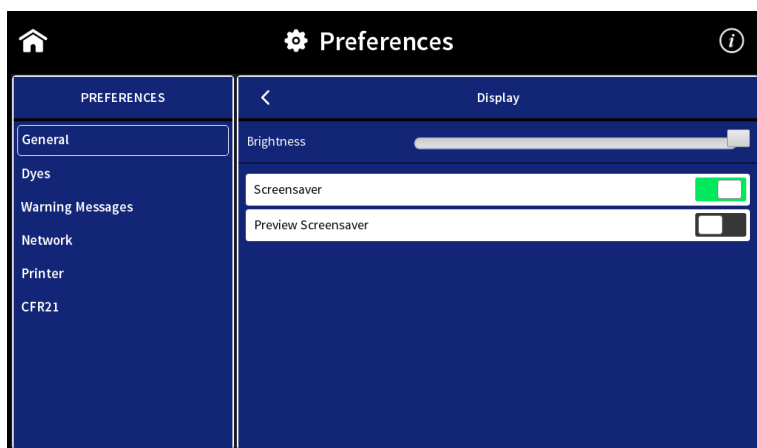 Preferences
i
PREFERENCES
Display
General
Dyes
Warning Messages
Network
Printer
CFR21
Brightness
Screensaver
Preview Screensaver